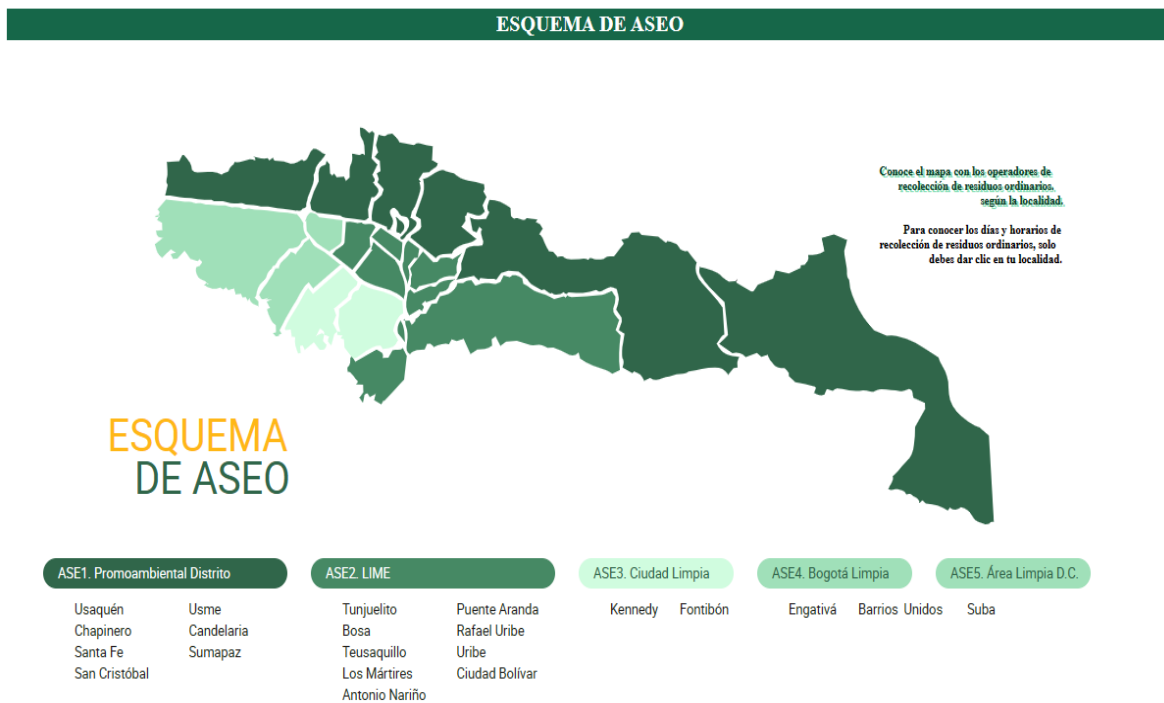 ESQUEMA DE ASEO
Conoce el mapa con los operadores de
recolección de residuos ordinarios.
según la localidad.
Para conocer los días y horarios de
recolección de residuos ordinarios, solo
debes dar clic en tu localidad.
ESQUEMA
DE ASEO
ASE1. Promoambiental Distrito
Usaquén
Chapinero
Santa Fe
San Cristóbal
Usme
Candelaria
Sumapaz
ASE2. LIME
Tunjuelito
Bosa
Teusaquillo
Los Mártires
Antonio Nariño
Puente Aranda
Rafael Uribe
Uribe
Ciudad Bolívar
ASE3. Ciudad Limpia
Kennedy
Fontibón
ASE4. Bogotá Limpia
Engativá
Barrios Unidos
ASE5. Área Limpia D.C.
Suba